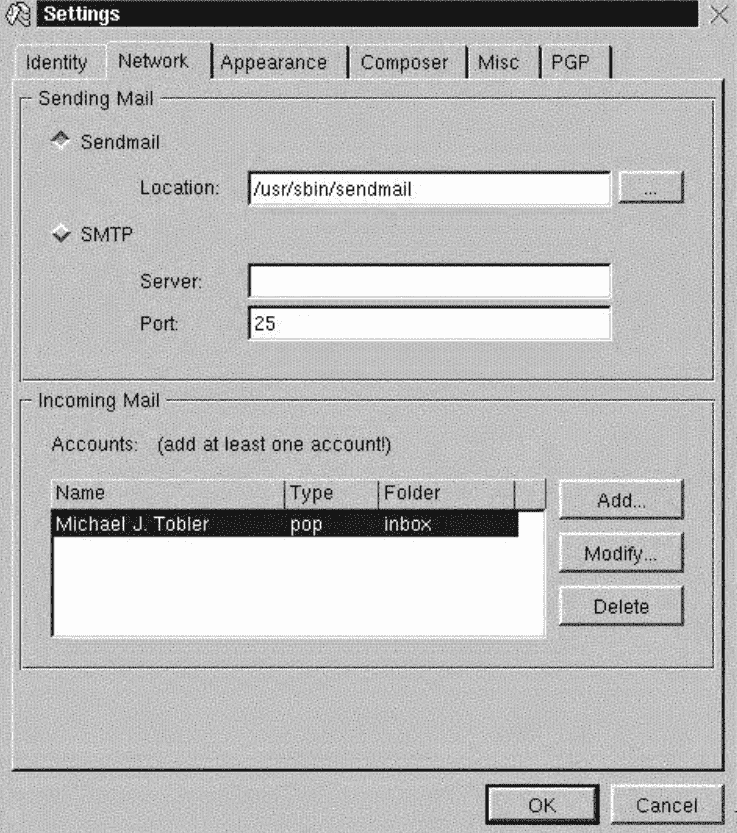 Settings
Identity Network Appearance Composer Misc PGP
Sending Mail
Sendmail
Location: /usr/sbin/sendmail ...
SMTP
Server:
Port: 25
Incoming Mail
Accounts: (add at least one account!)
Name Type Folder
Michael J. Tobler pop inbox
Add...
Modify...
Delete
OK Cancel